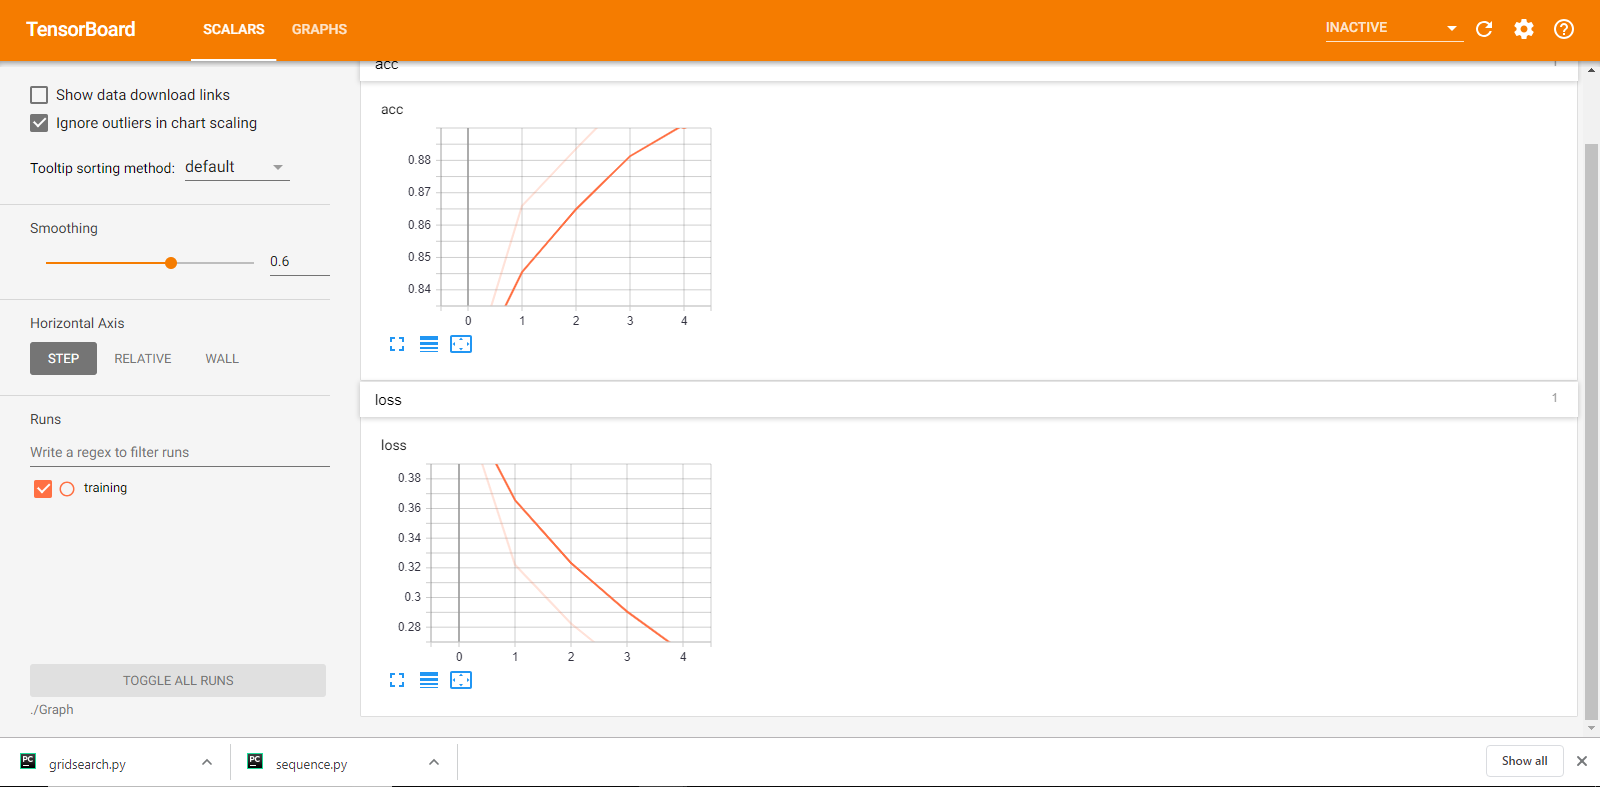 TensorBoard
SCALARS GRAPHS
INACTIVE
Show data download links
Ignore outliers in chart scaling
Tooltip sorting method: default
Smoothing
0.6
Horizontal Axis
STEP RELATIVE WALL
Runs
Write a regex to filter runs
training
TOGGLE ALL RUNS
./Graph
acc
acc
0.88
0.87
0.86
0.85
0.84
0 1 2 3 4
loss 1
loss
0.38
0.36
0.34
0.32
0.3
0.28
0 1 2 3 4
PC gridsearch.py
PC sequence.py
Show all